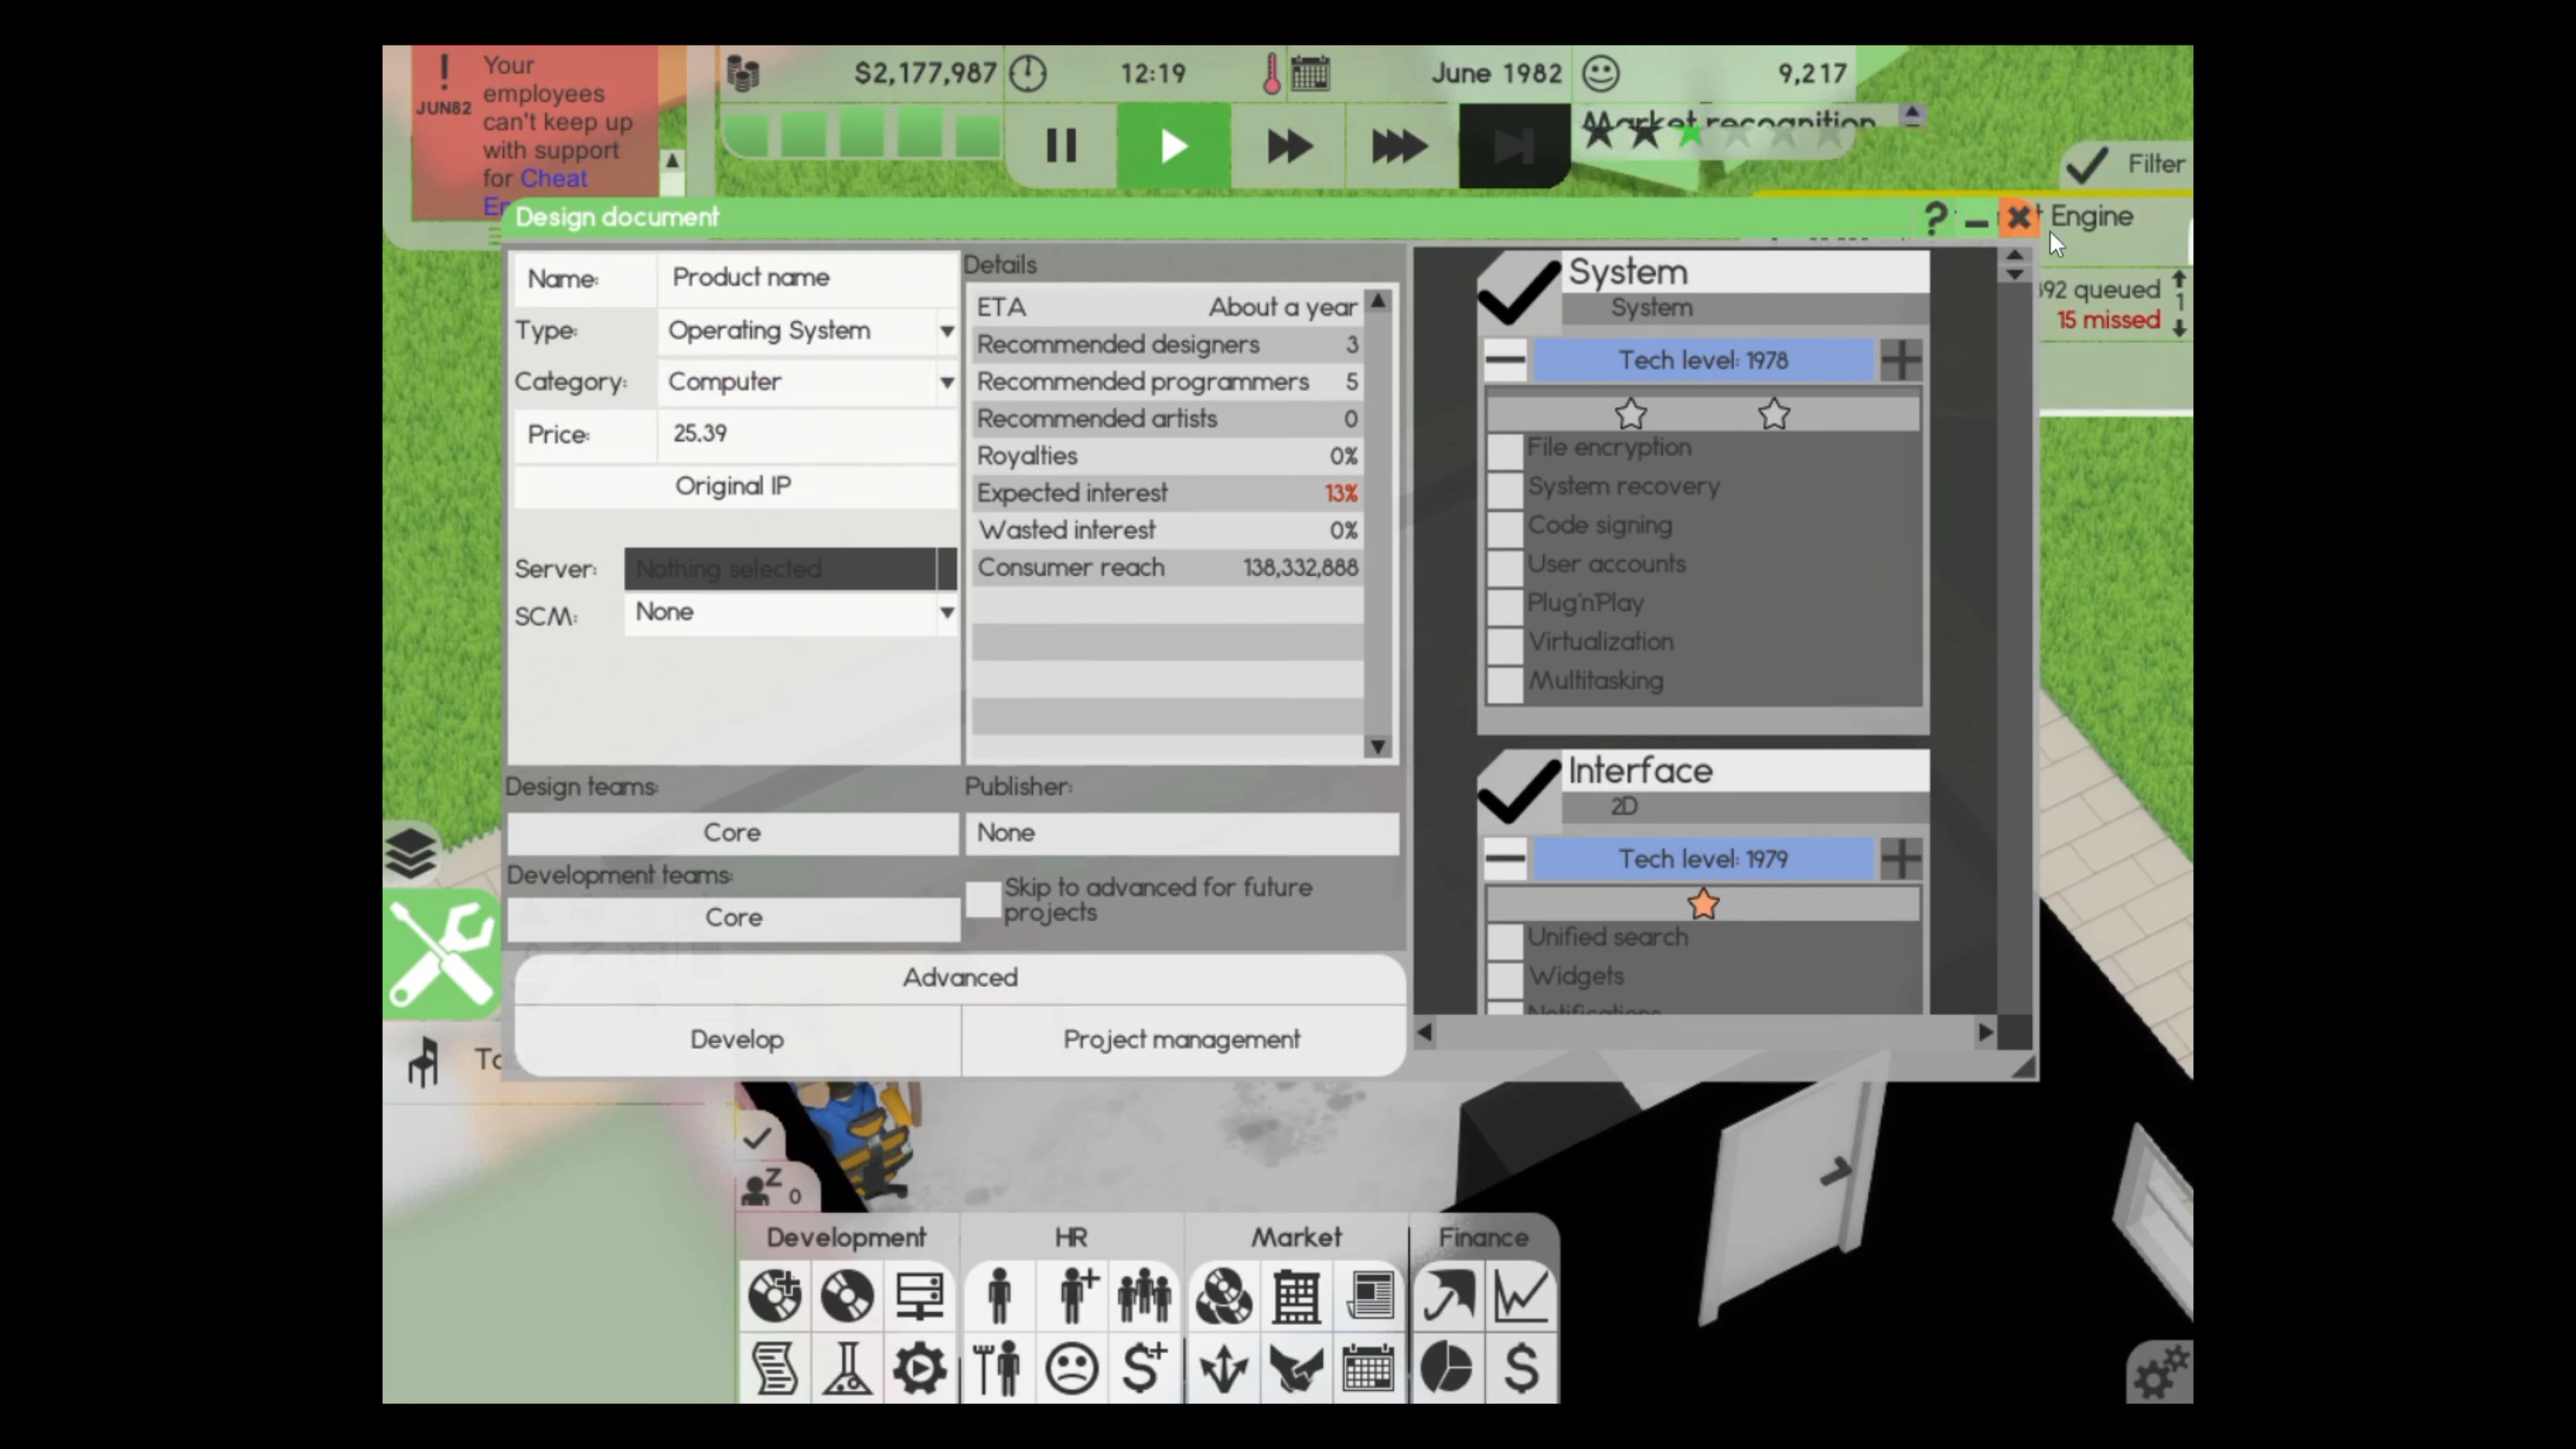 Your
employees
can't keep up
with support
for Cheat
JUN82
$2,177,987
12:19
June 1982
9,217
Market recognition
Filter
Engine
queued
1
15 missed
Design document
?
Name: Product name
Type: Operating System
Category: Computer
Price: 25.39
Original IP
Server: Nothing selected
SCM: None
Details
ETA About a year
Recommended designers 3
Recommended programmers 5
Recommended artists 0
Royalties 0%
Expected interest 13%
Wasted interest 0%
Consumer reach 138,332,888
System
System
Tech level: 1978
File encryption
System recovery
Code signing
User accounts
Plug'n'Play
Virtualization
Multitasking
Interface
2D
Tech level: 1979
Unified search
Widgets
Notifications
Design teams:
Core
Development teams:
Core
Publisher:
None
Skip to advanced for future
projects
Advanced
Develop
Project management
Z
0
Development
HR
Market
Finance